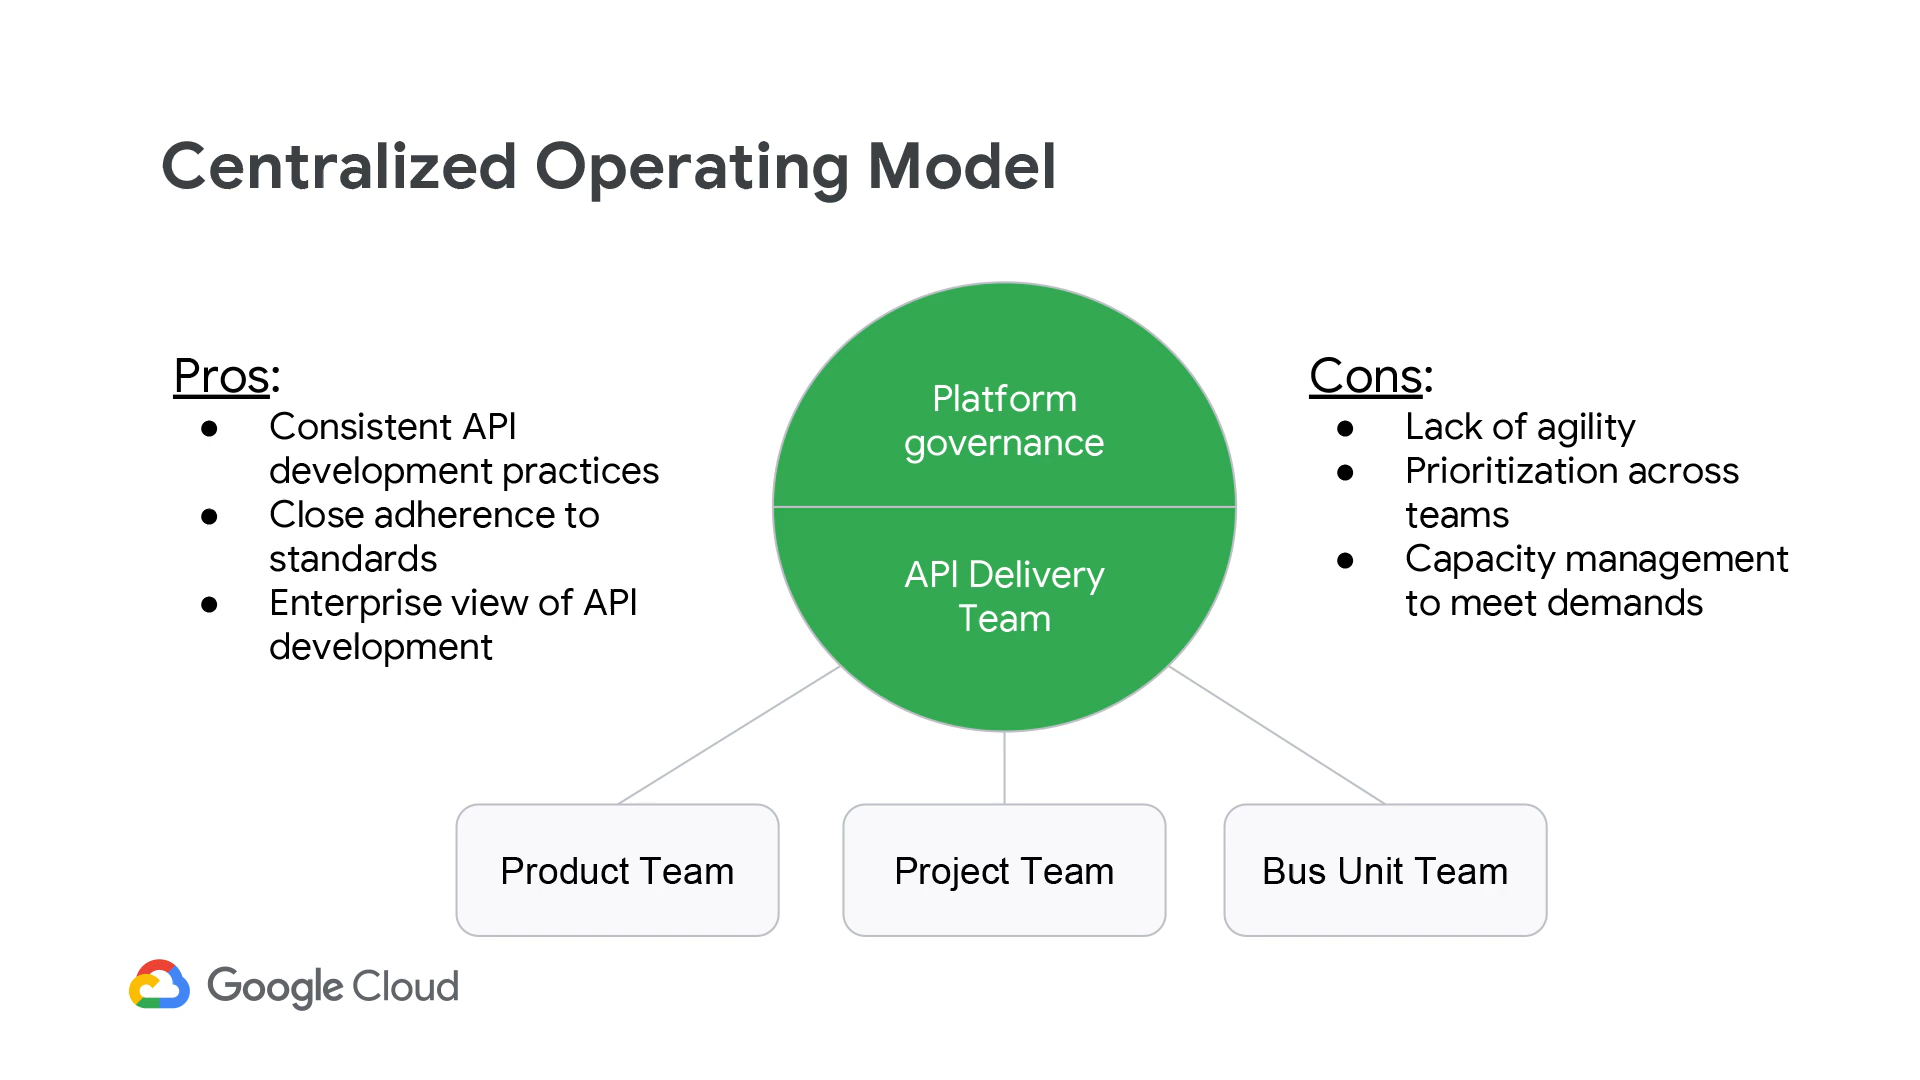 Centralized Operating Model
Pros:
● Consistent API
development practices
● Close adherence to
standards
● Enterprise view of API
development
Platform
governance
API Delivery
Team
Cons:
● Lack of agility
● Prioritization across
teams
● Capacity management
to meet demands
Product Team
Project Team
Bus Unit Team
Google Cloud